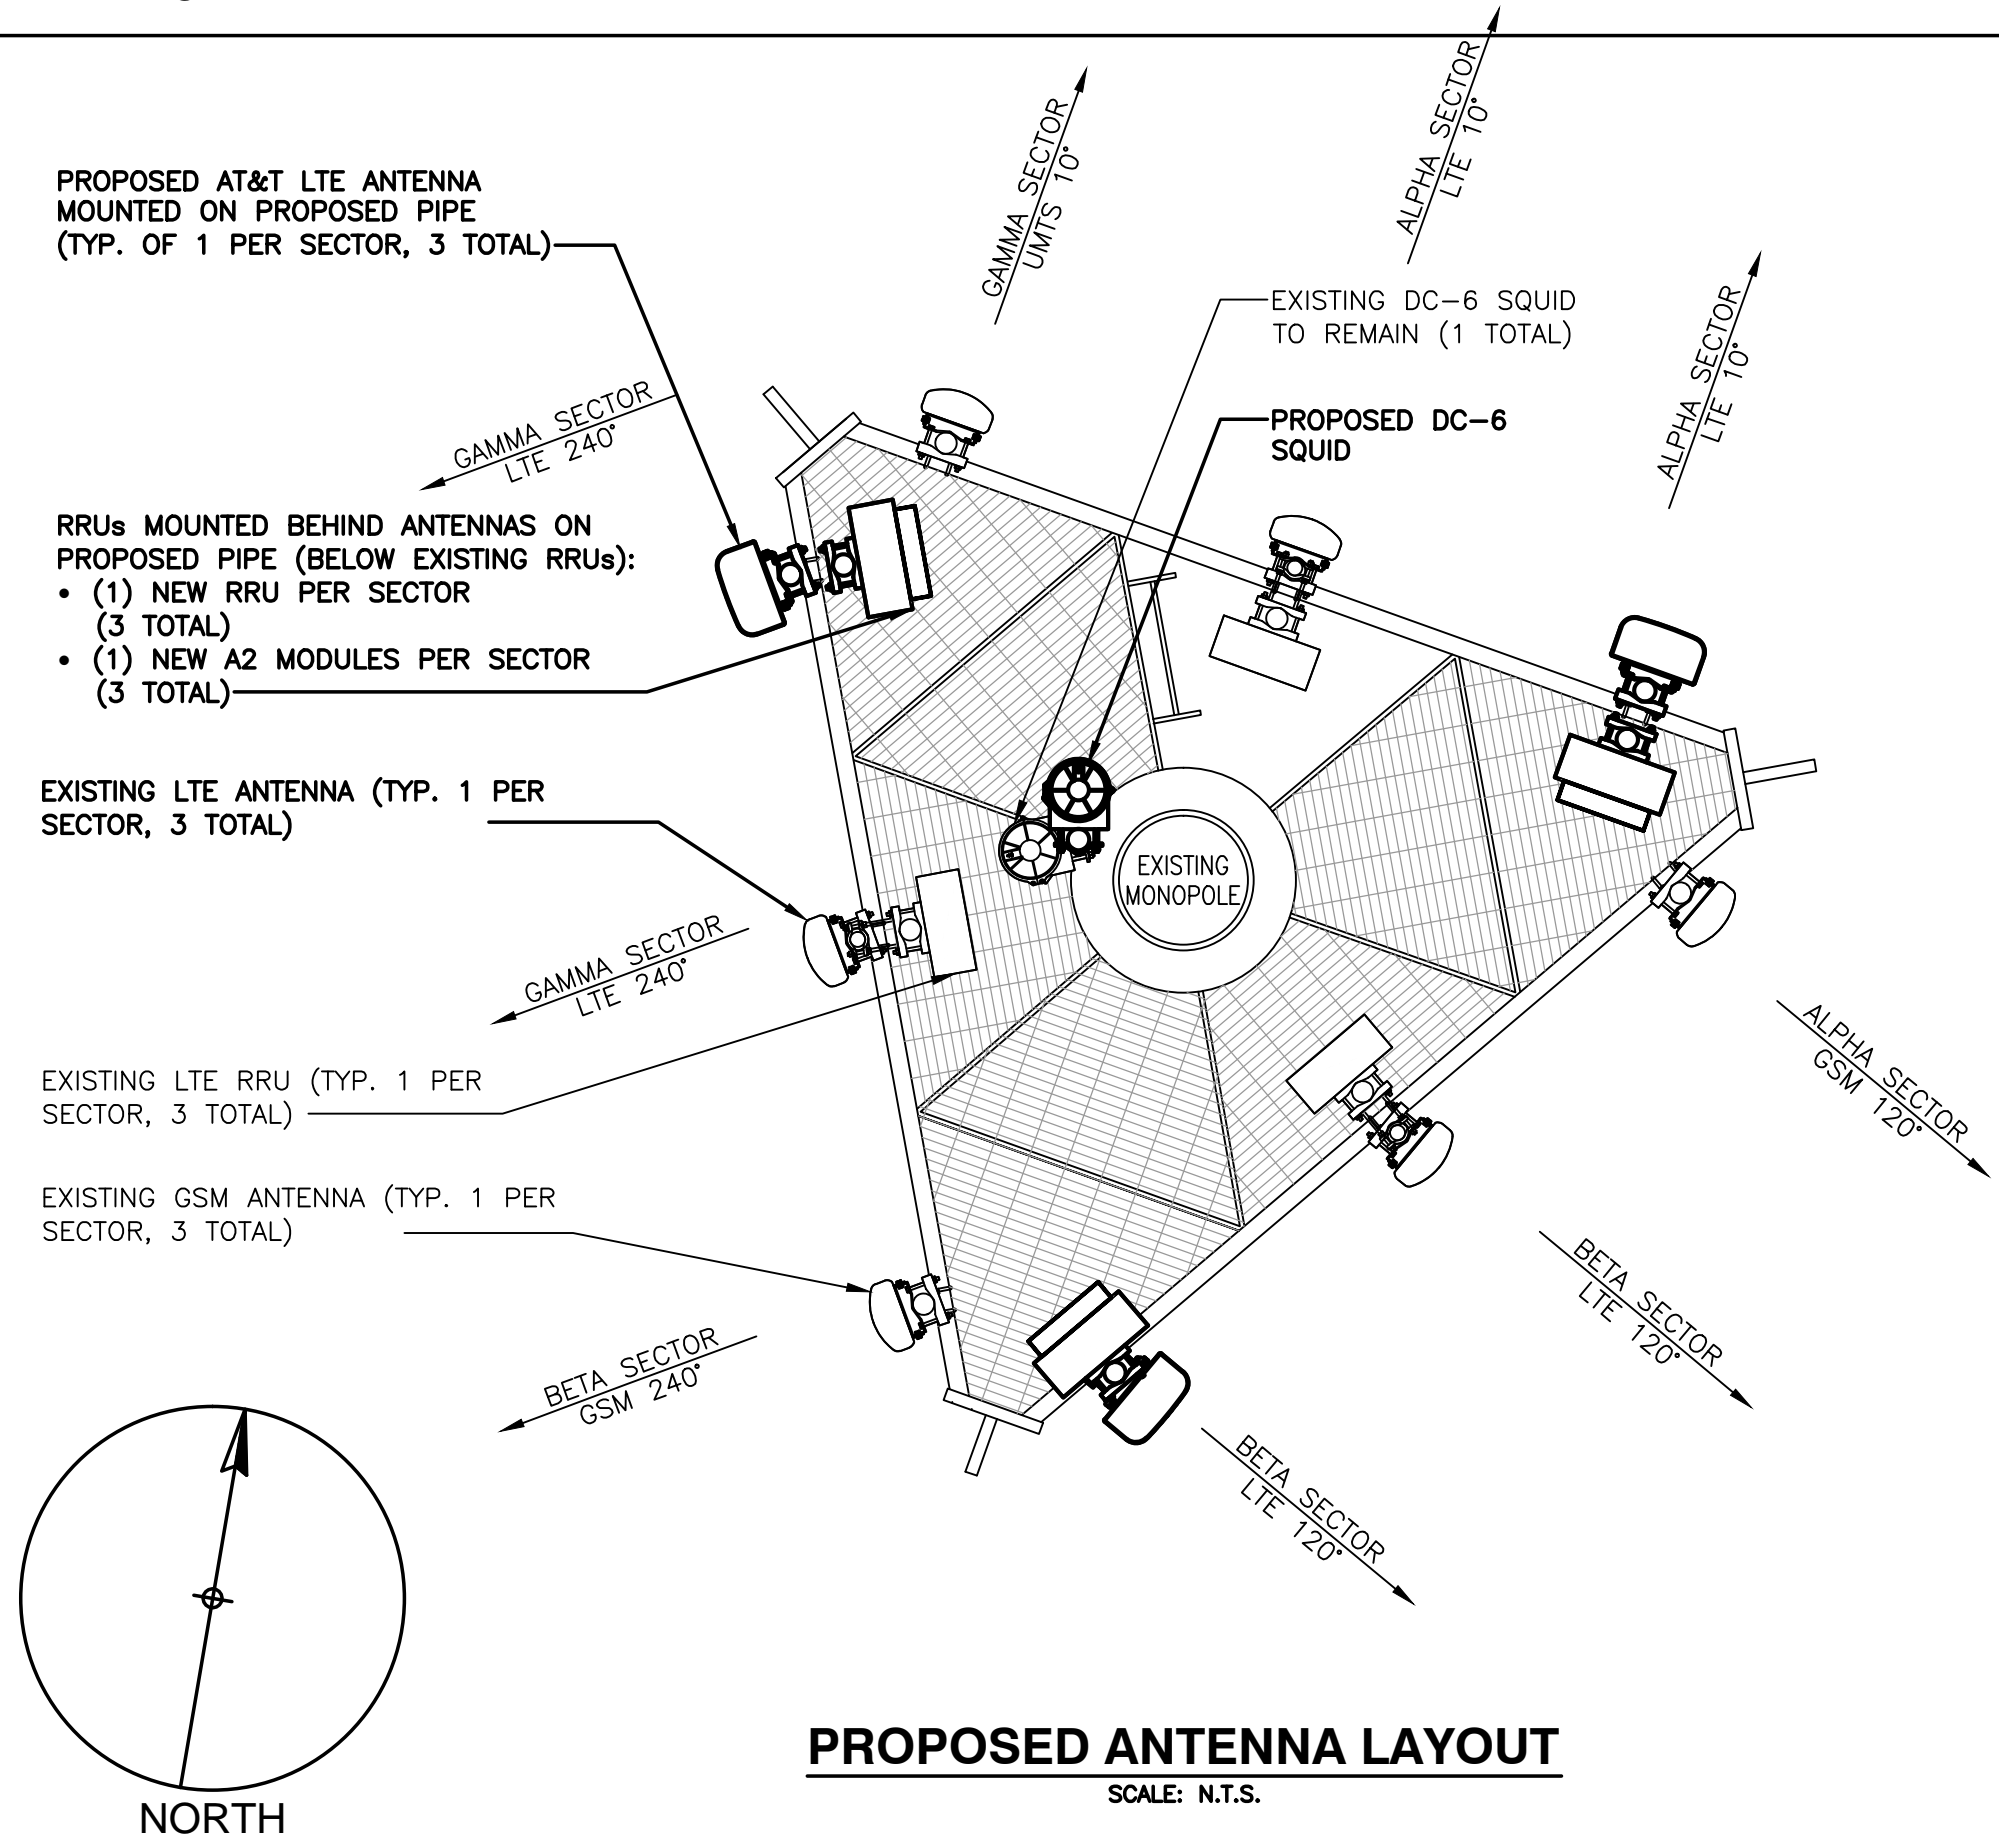 PROPOSED AT&T LTE ANTENNA
MOUNTED ON PROPOSED PIPE
(TYP. OF 1 PER SECTOR, 3 TOTAL)
GAMMA SECTOR
UMTS 10°
ALPHA SECTOR
LTE 10°
ALPHA SECTOR
LTE 10°
EXISTING DC-6 SQUID
TO REMAIN (1 TOTAL)
PROPOSED DC-6
SQUID
GAMMA SECTOR
LTE 240°
RRUs MOUNTED BEHIND ANTENNAS ON
PROPOSED PIPE (BELOW EXISTING RRUs):
• (1) NEW RRU PER SECTOR
(3 TOTAL)
• (1) NEW A2 MODULES PER SECTOR
(3 TOTAL)
EXISTING LTE ANTENNA (TYP. 1 PER
SECTOR, 3 TOTAL)
EXISTING
MONOPOLE
GAMMA SECTOR
LTE 240°
EXISTING LTE RRU (TYP. 1 PER
SECTOR, 3 TOTAL)
ALPHA SECTOR
GSM 120°
EXISTING GSM ANTENNA (TYP. 1 PER
SECTOR, 3 TOTAL)
BETA SECTOR
LTE 120°
BETA SECTOR
GSM 240°
BETA SECTOR
LTE 120°
NORTH
PROPOSED ANTENNA LAYOUT
SCALE: N.T.S.